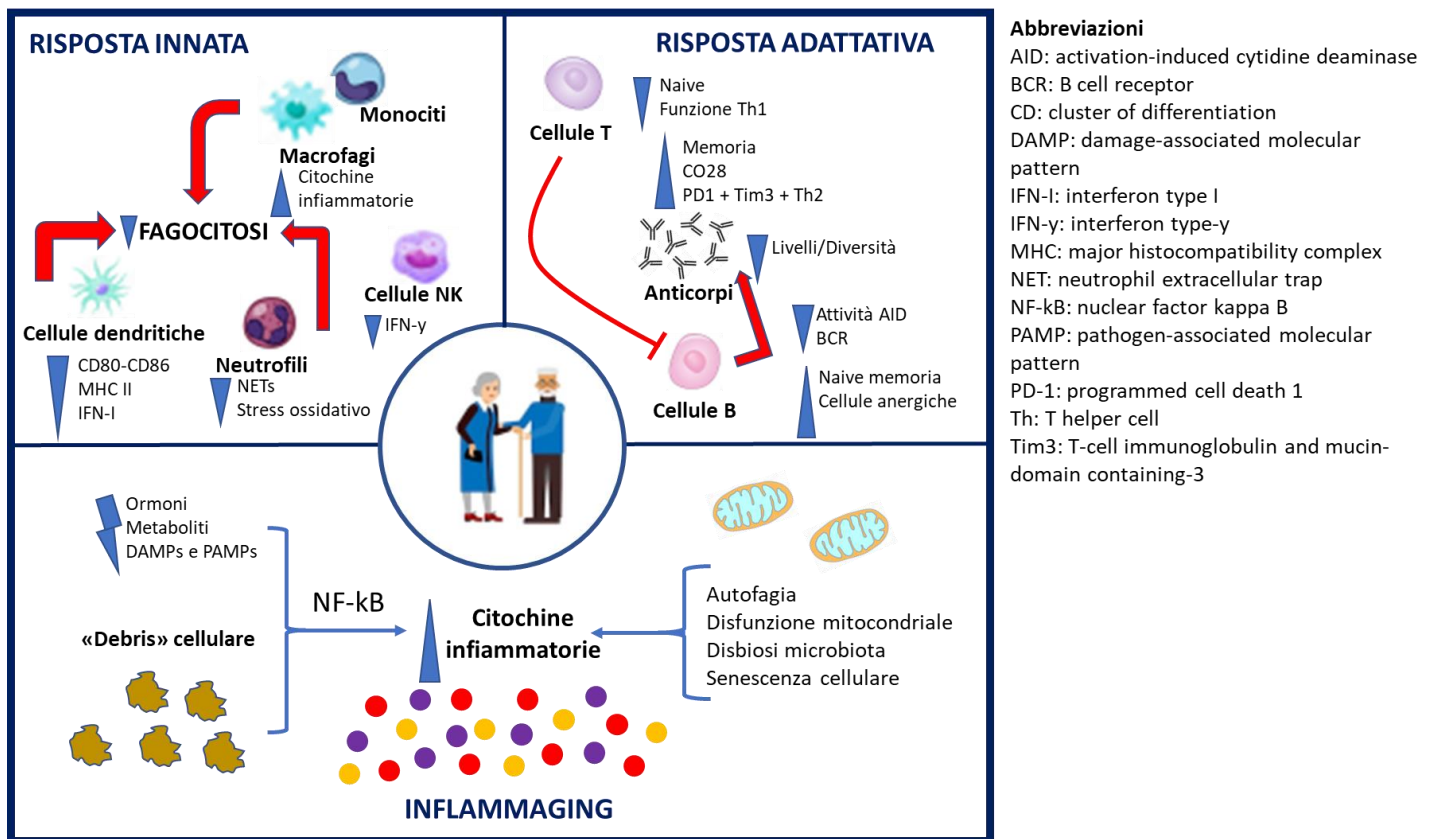 RISPOSTA INNATA
Monociti
Macrofagi
Citochine
infiammatorie
FAGOCITOSI
Cellule dendritiche
CD80-CD86
MHC II
IFN-I
Neutrofili
NETs
Stress ossidativo
Cellule NK
IFN-y
RISPOSTA ADATTATIVA
Cellule T
Naive
Funzione Th1
Memoria
CO28
PD1 + Tim3 + Th2
Anticorpi
Livelli/Diversità
Cellule B
Attività AID
BCR
Naive memoria
Cellule anergiche
Ormoni
Metaboliti
DAMPs e PAMPs
«Debris» cellulare
NF-kB
Citochine
infiammatorie
Autofagia
Disfunzione mitocondriale
Disbiosi microbiota
Senescenza cellulare
INFLAMMAGING
Abbreviazioni
AID: activation-induced cytidine deaminase
BCR: B cell receptor
CD: cluster of differentiation
DAMP: damage-associated molecular
pattern
IFN-I: interferon type I
IFN-y: interferon type-y
MHC: major histocompatibility complex
NET: neutrophil extracellular trap
NF-kB: nuclear factor kappa B
PAMP: pathogen-associated molecular
pattern
PD-1: programmed cell death 1
Th: T helper cell
Tim3: T-cell immunoglobulin and mucin-
domain containing-3